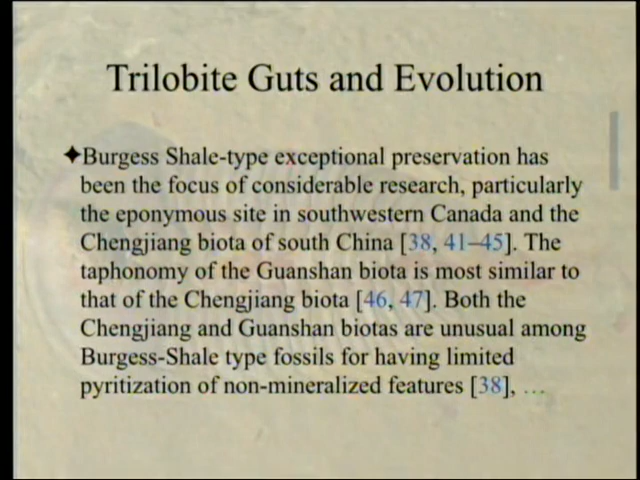 Trilobite Guts and Evolution
✦Burgess Shale-type exceptional preservation has
been the focus of considerable research, particularly
the eponymous site in southwestern Canada and the
Chengjiang biota of south China [38, 41–45]. The
taphonomy of the Guanshan biota is most similar to
that of the Chengjiang biota [46, 47]. Both the
Chengjiang and Guanshan biotas are unusual among
Burgess-Shale type fossils for having limited
pyritization of non-mineralized features [38], …